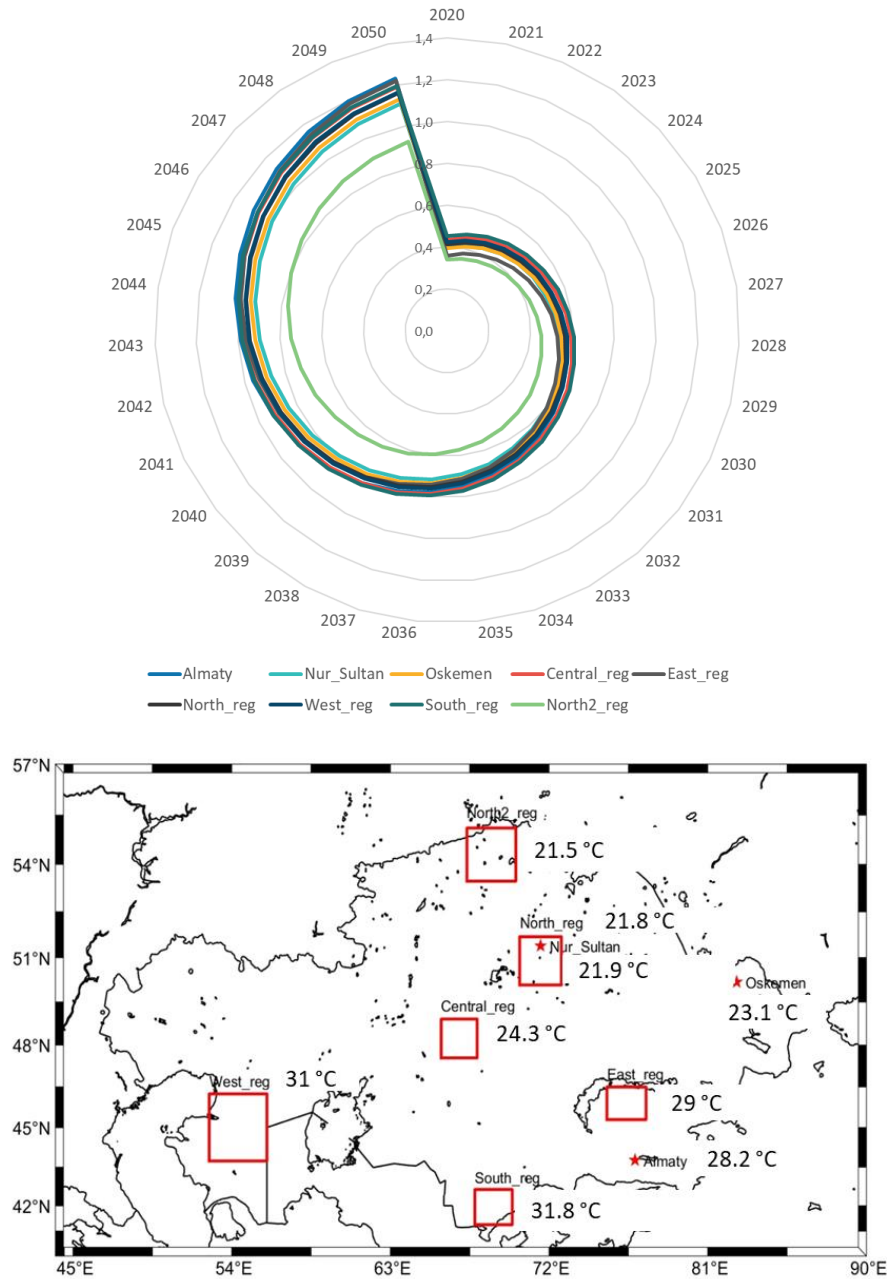 2020
2050 2021
2049 2022
2048 2023
2047 2024
2046 2025
2045 2026
2044 2027
2043 2028
2042 2029
2041 2030
2040 2031
2039 2032
2038 2033
2037 2036 2035 2034
1,4
1,2
1,0
0,8
0,6
0,4
0,2
0,0
Almaty Nur_Sultan Oskemen Central_reg East_reg
North_reg West_reg South_reg North2_reg
57°N
54°N
51°N
48°N
45°N
42°N
North2_reg
21.5 °C
North_reg 21.8 °C
Nur_Sultan
21.9 °C
Oskemen
23.1 °C
Central_reg
24.3 °C
West_reg 31 °C
East_reg
29 °C
Almaty 28.2 °C
South_reg
31.8 °C
45°E 54°E 63°E 72°E 81°E 90°E